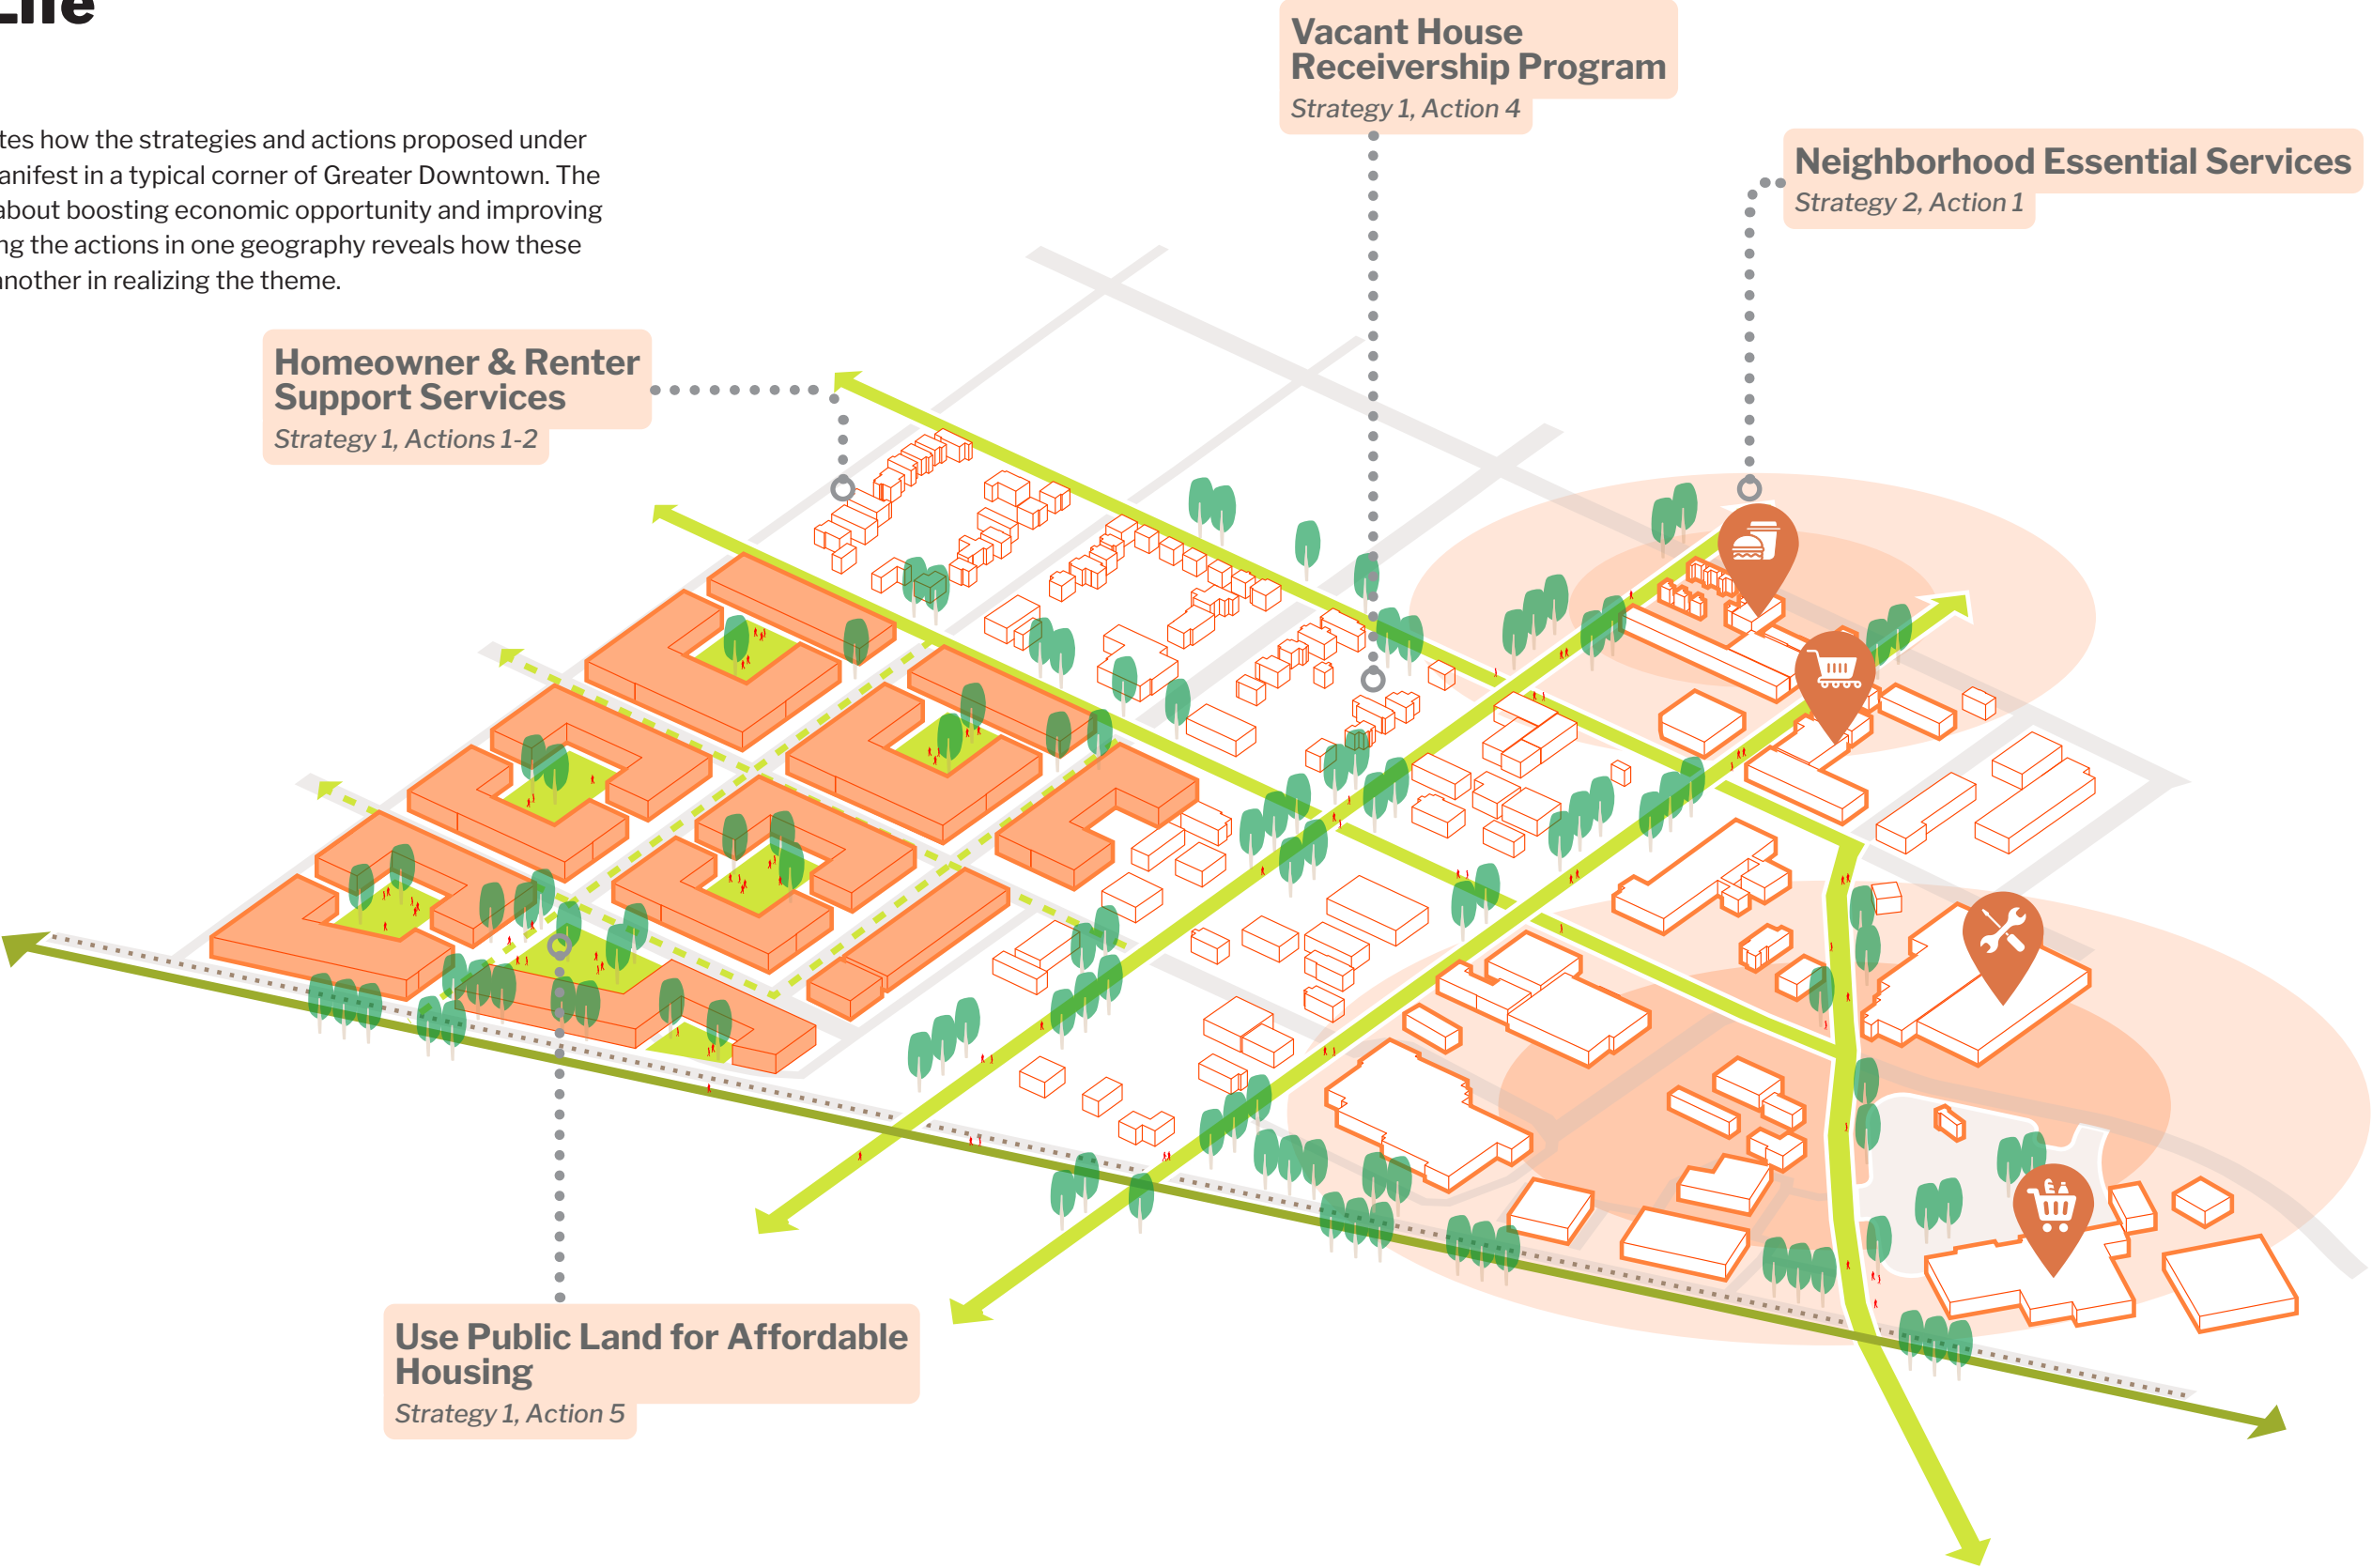 Life
tes how the strategies and actions proposed under
anifest in a typical corner of Greater Downtown. The
about boosting economic opportunity and improving
ng the actions in one geography reveals how these
another in realizing the theme.
Vacant House
Receivership Program
Strategy 1, Action 4
Neighborhood Essential Services
Strategy 2, Action 1
Homeowner & Renter
Support Services
Strategy 1, Actions 1-2
Use Public Land for Affordable
Housing
Strategy 1, Action 5